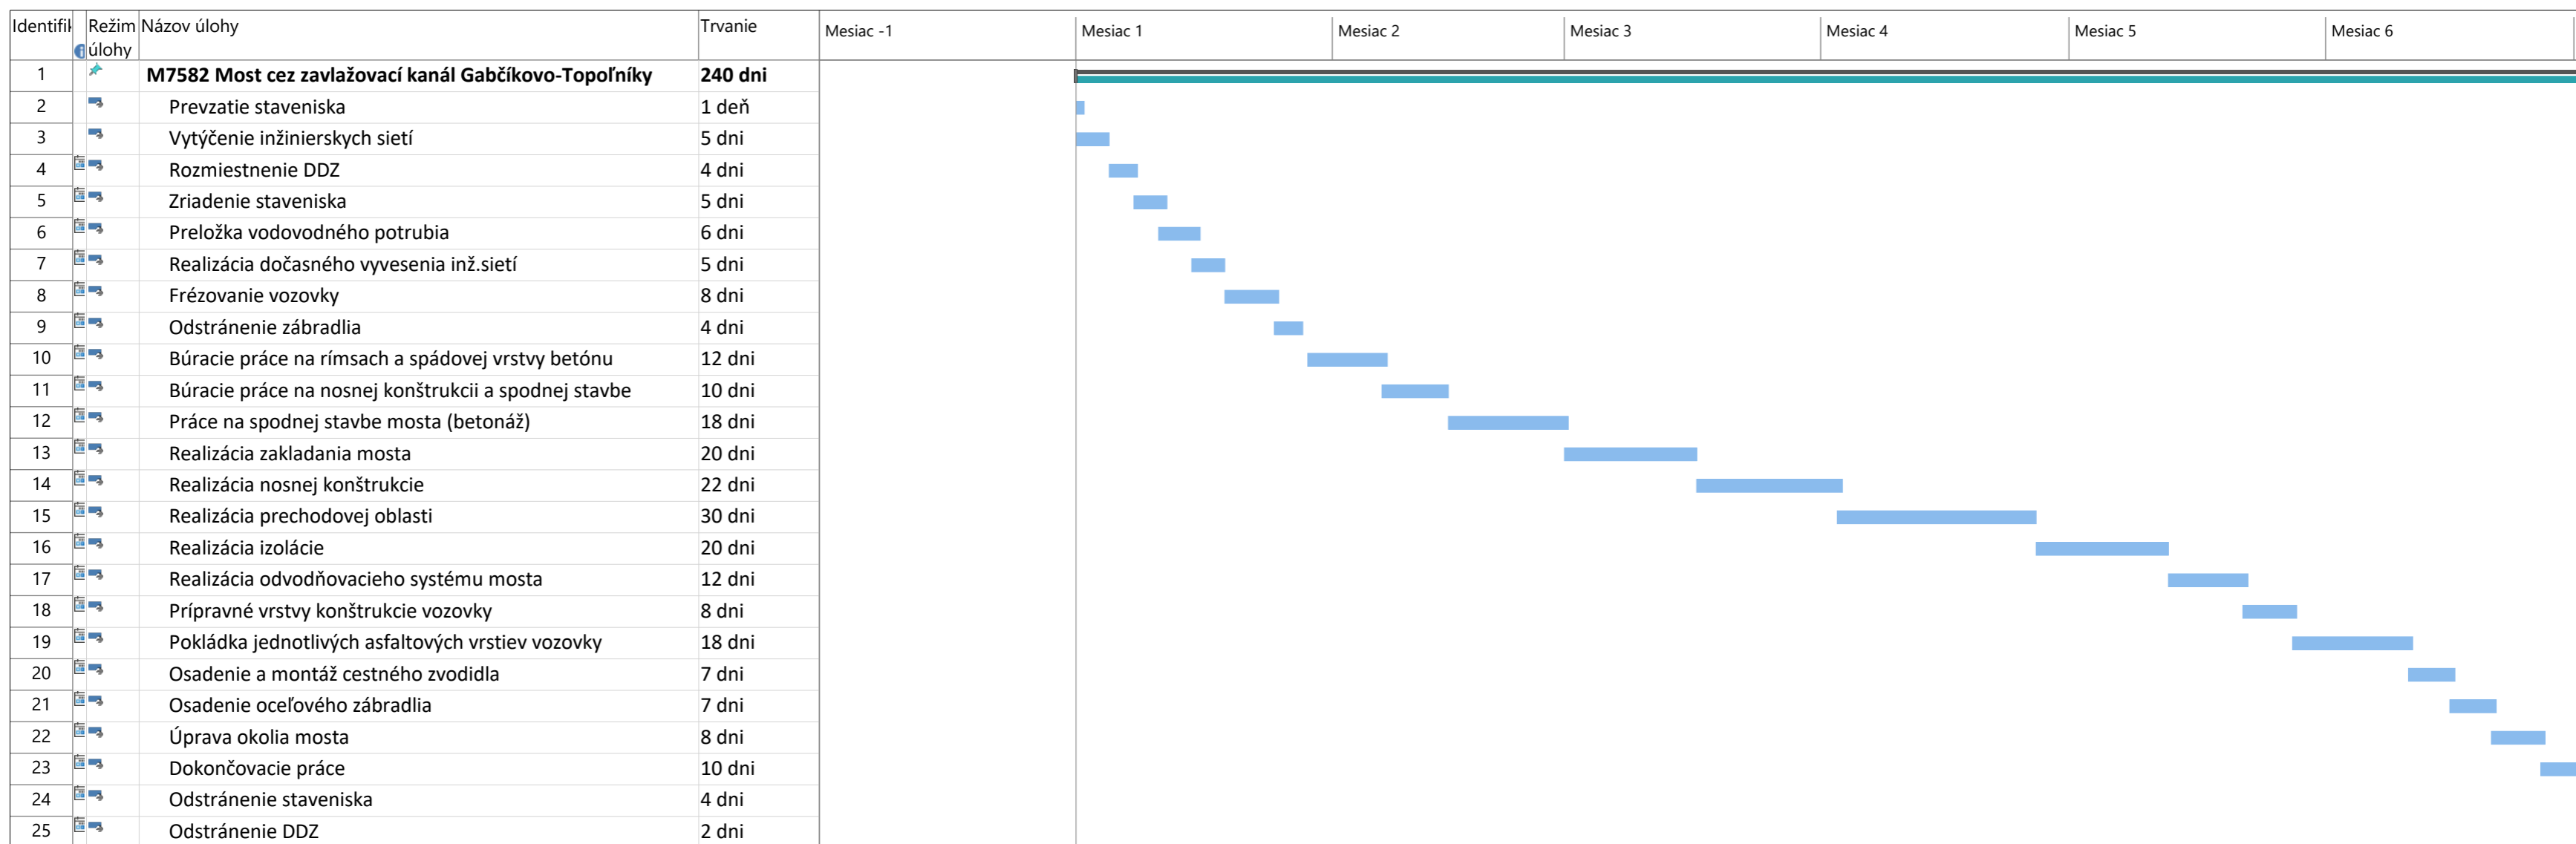 Identifik Režim Názov úlohy Trvanie Mesiac -1 Mesiac 1 Mesiac 2 Mesiac 3 Mesiac 4 Mesiac 5 Mesiac 6
úlohy
1 M7582 Most cez zavlažovací kanál Gabčíkovo-Topoľníky 240 dni
2 Prevzatie staveniska 1 deň
3 Vytýčenie inžinierskych sietí 5 dni
4 Rozmiestnenie DDZ 4 dni
5 Zriadenie staveniska 5 dni
6 Preložka vodovodného potrubia 6 dni
7 Realizácia dočasného vyvesenia inž.sietí 5 dni
8 Frézovanie vozovky 8 dni
9 Odstránenie zábradlia 4 dni
10 Búracie práce na rímsach a spádovej vrstvy betónu 12 dni
11 Búracie práce na nosnej konštrukcii a spodnej stavbe 10 dni
12 Práce na spodnej stavbe mosta (betonáž) 18 dni
13 Realizácia zakladania mosta 20 dni
14 Realizácia nosnej konštrukcie 22 dni
15 Realizácia prechodovej oblasti 30 dni
16 Realizácia izolácie 20 dni
17 Realizácia odvodňovacieho systému mosta 12 dni
18 Prípravné vrstvy konštrukcie vozovky 8 dni
19 Pokládka jednotlivých asfaltových vrstiev vozovky 18 dni
20 Osadenie a montáž cestného zvodidla 7 dni
21 Osadenie oceľového zábradlia 7 dni
22 Úprava okolia mosta 8 dni
23 Dokončovacie práce 10 dni
24 Odstránenie staveniska 4 dni
25 Odstránenie DDZ 2 dni